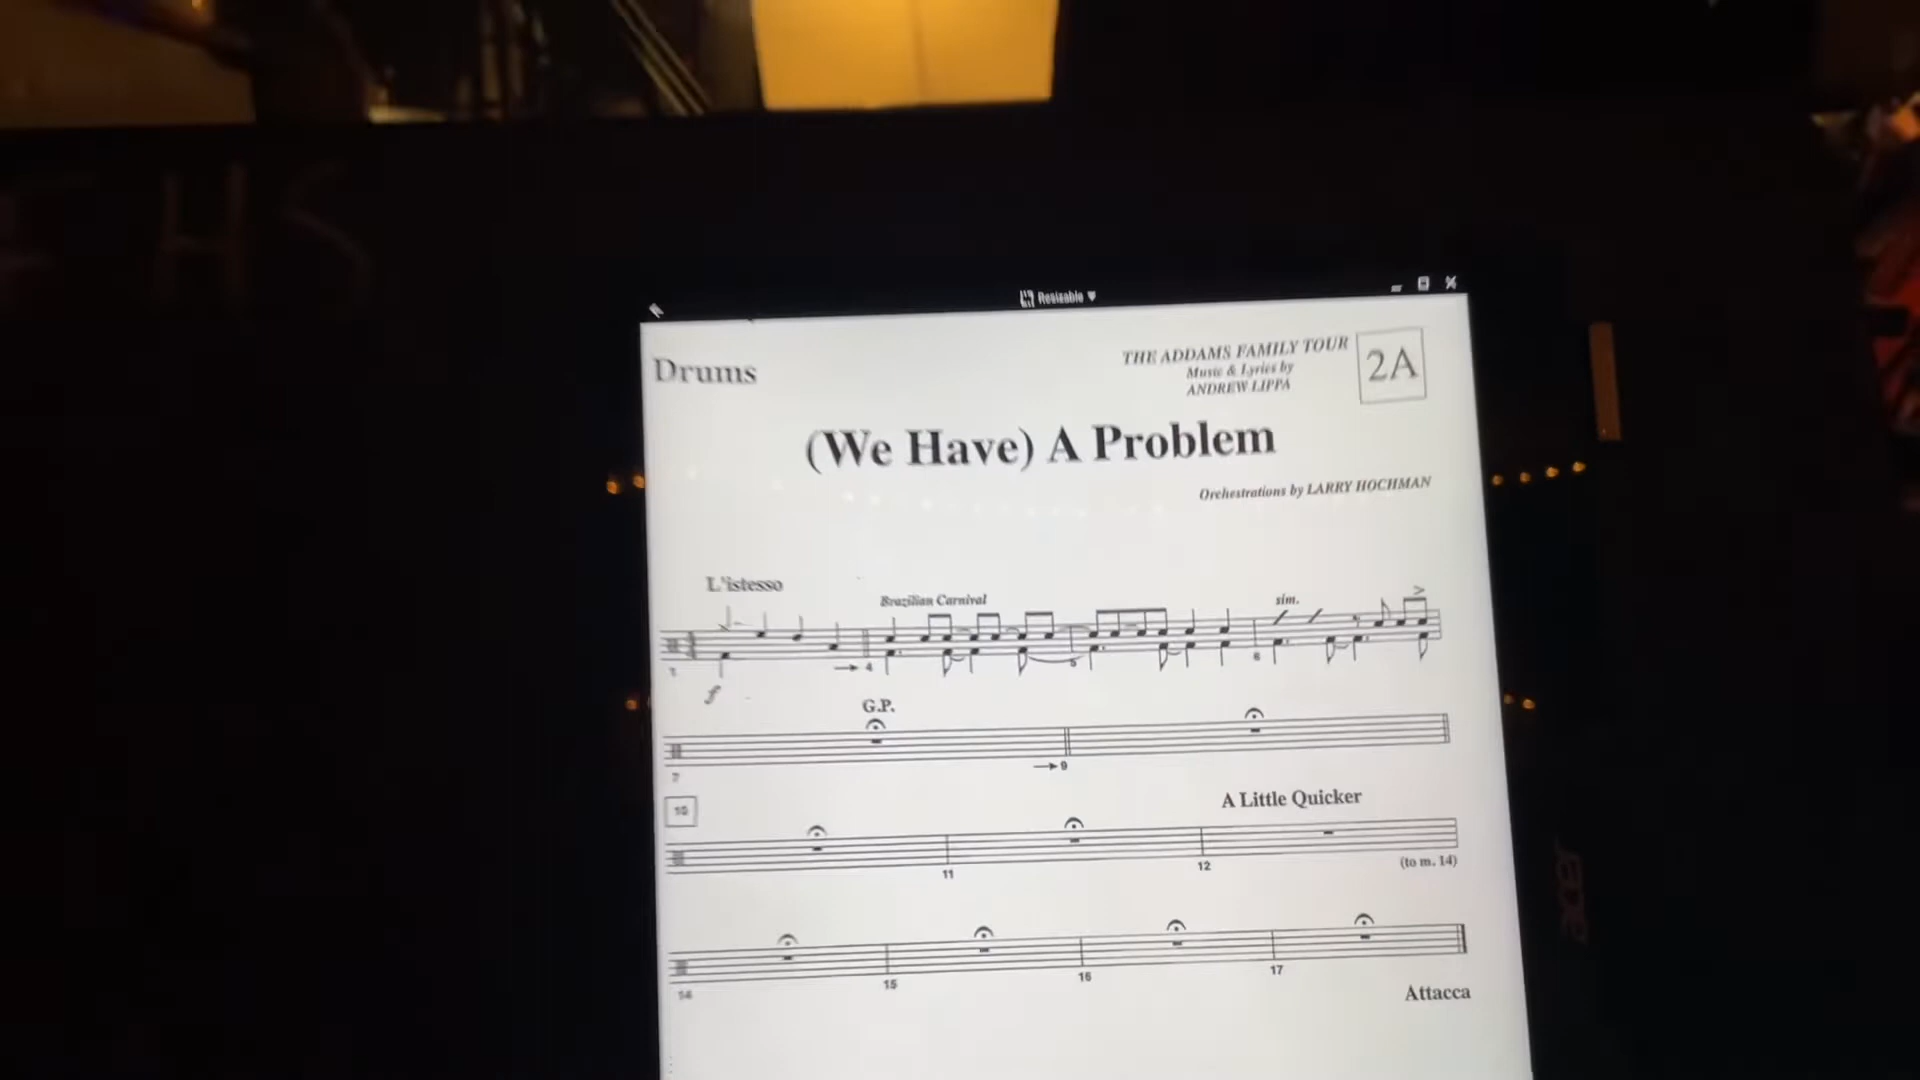 Resizable
Drums
THE ADDAMS FAMILY TOUR
Music & Lyrics by
ANDREW LIPPA
2A
(We Have) A Problem
Orchestrations by LARRY HOCHMAN
L'istesso
Brazilian Carnival
sim.
1
4
5
6
f
G.P.
7
9
10
A Little Quicker
11
12
(to m. 14)
14
15
16
17
Attacca
acer